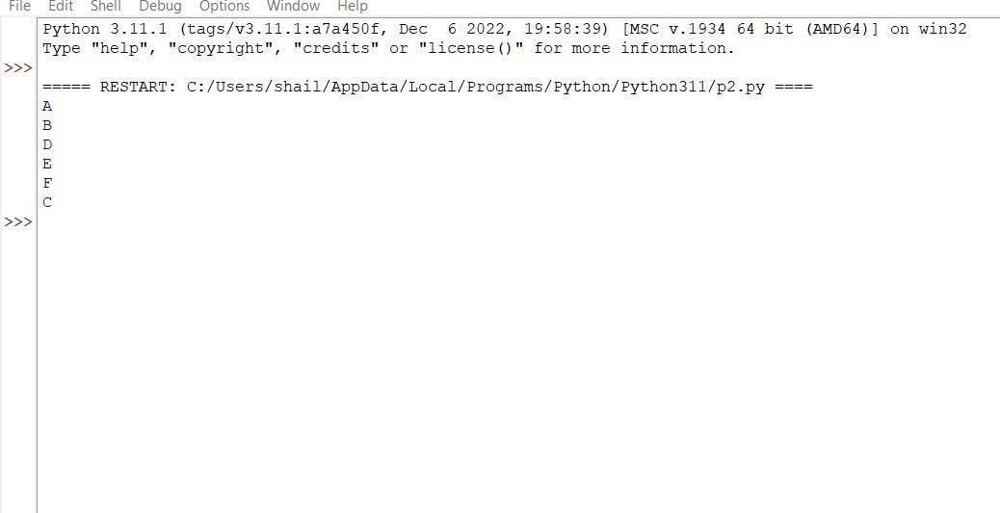 File Edit Shell Debug Options Window Help
Python 3.11.1 (tags/v3.11.1:a7a450f, Dec  6 2022, 19:58:39) [MSC v.1934 64 bit (AMD64)] on win32
Type "help", "copyright", "credits" or "license()" for more information.
>>>
===== RESTART: C:/Users/shail/AppData/Local/Programs/Python/Python311/p2.py ====
A
B
D
E
F
C
>>>